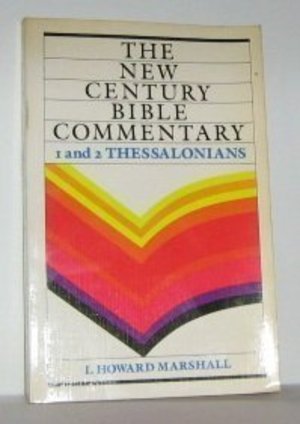 THE
NEW
CENTURY
BIBLE
COMMENTARY
1 and 2 THESSALONIANS
I. HOWARD MARSHALL